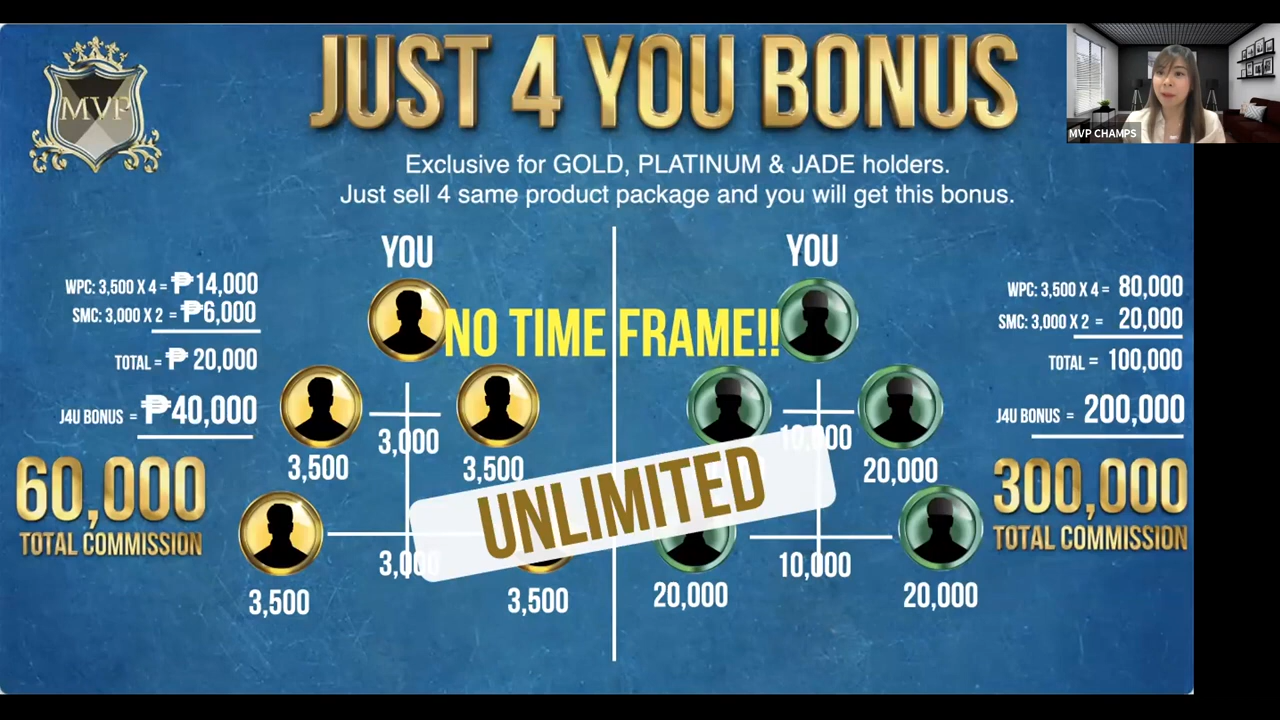 MVP
JUST 4 YOU BONUS
MVP CHAMPS
Exclusive for GOLD, PLATINUM & JADE holders.
Just sell 4 same product package and you will get this bonus.
YOU
YOU
WPC: 3,500 X 4 = ₱14,000
SMC: 3,000 X 2 = ₱6,000
TOTAL = ₱ 20,000
J4U BONUS = ₱40,000
60,000
TOTAL COMMISSION
NO TIME FRAME!!
3,000
3,500
3,500
3,500
3,500
UNLIMITED
20,000
10,000
20,000
20,000
WPC: 3,500 X 4 = 80,000
SMC: 3,000 X 2 = 20,000
TOTAL = 100,000
J4U BONUS = 200,000
300,000
TOTAL COMMISSION